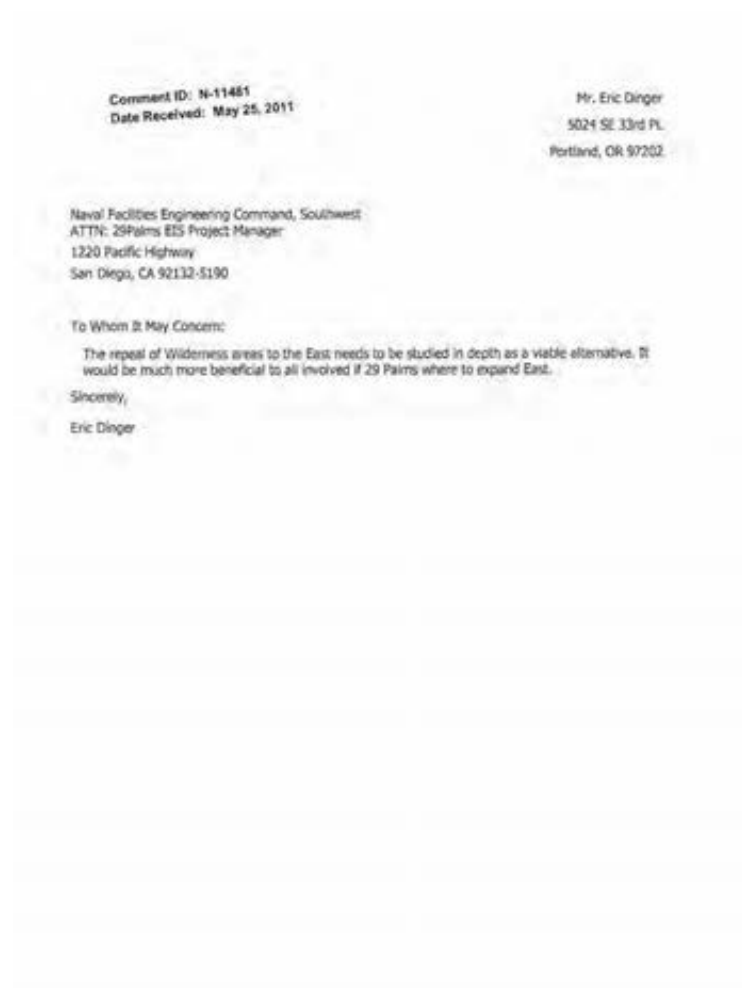 Comment ID: N-11481
Date Received: May 25, 2011
Mr. Eric Dinger
5024 SE 33rd PL
Portland, OR 97202
Naval Facilities Engineering Command, Southwest
ATTN: 29Palms EIS Project Manager
1220 Pacific Highway
San Diego, CA 92132-5190
To Whom It May Concern:
The repeal of Wilderness areas to the East needs to be studied in depth as a viable alternative. It
would be much more beneficial to all involved if 29 Palms where to expand East.
Sincerely,
Eric Dinger